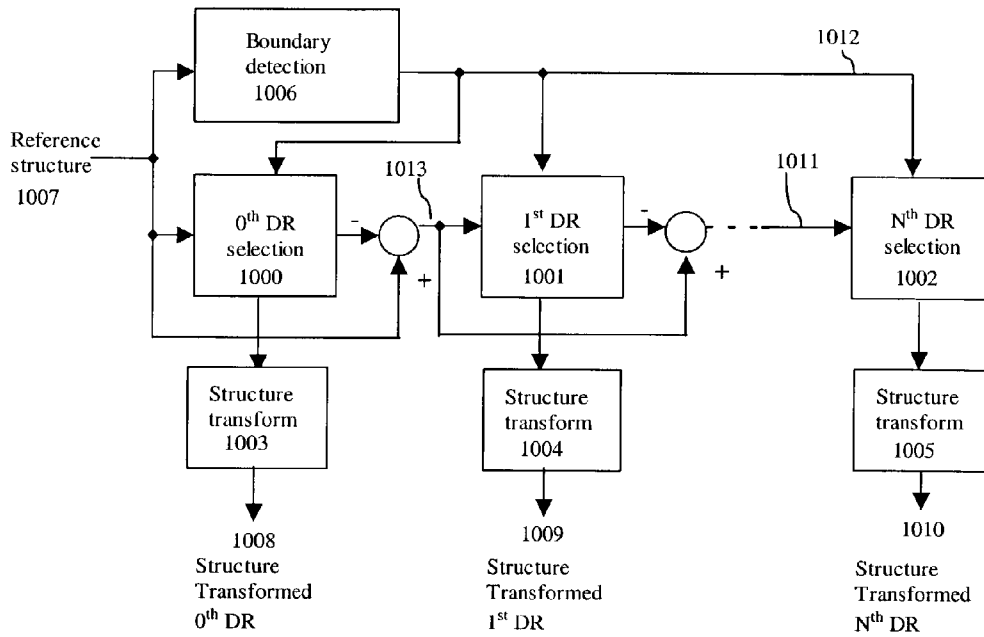 Boundary
detection
1006
1012
Reference
structure
1007
1013
1011
0th DR
selection
1000
-
+
1st DR
selection
1001
-
+
Nth DR
selection
1002
Structure
transform
1003
Structure
transform
1004
Structure
transform
1005
1008
Structure
Transformed
0th DR
1009
Structure
Transformed
1st DR
1010
Structure
Transformed
Nth DR